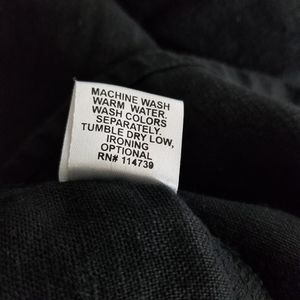 MACHINE WASH
WARM WATER.
WASH COLORS
SEPARATELY.
TUMBLE DRY LOW,
IRONING
OPTIONAL
RN# 114739